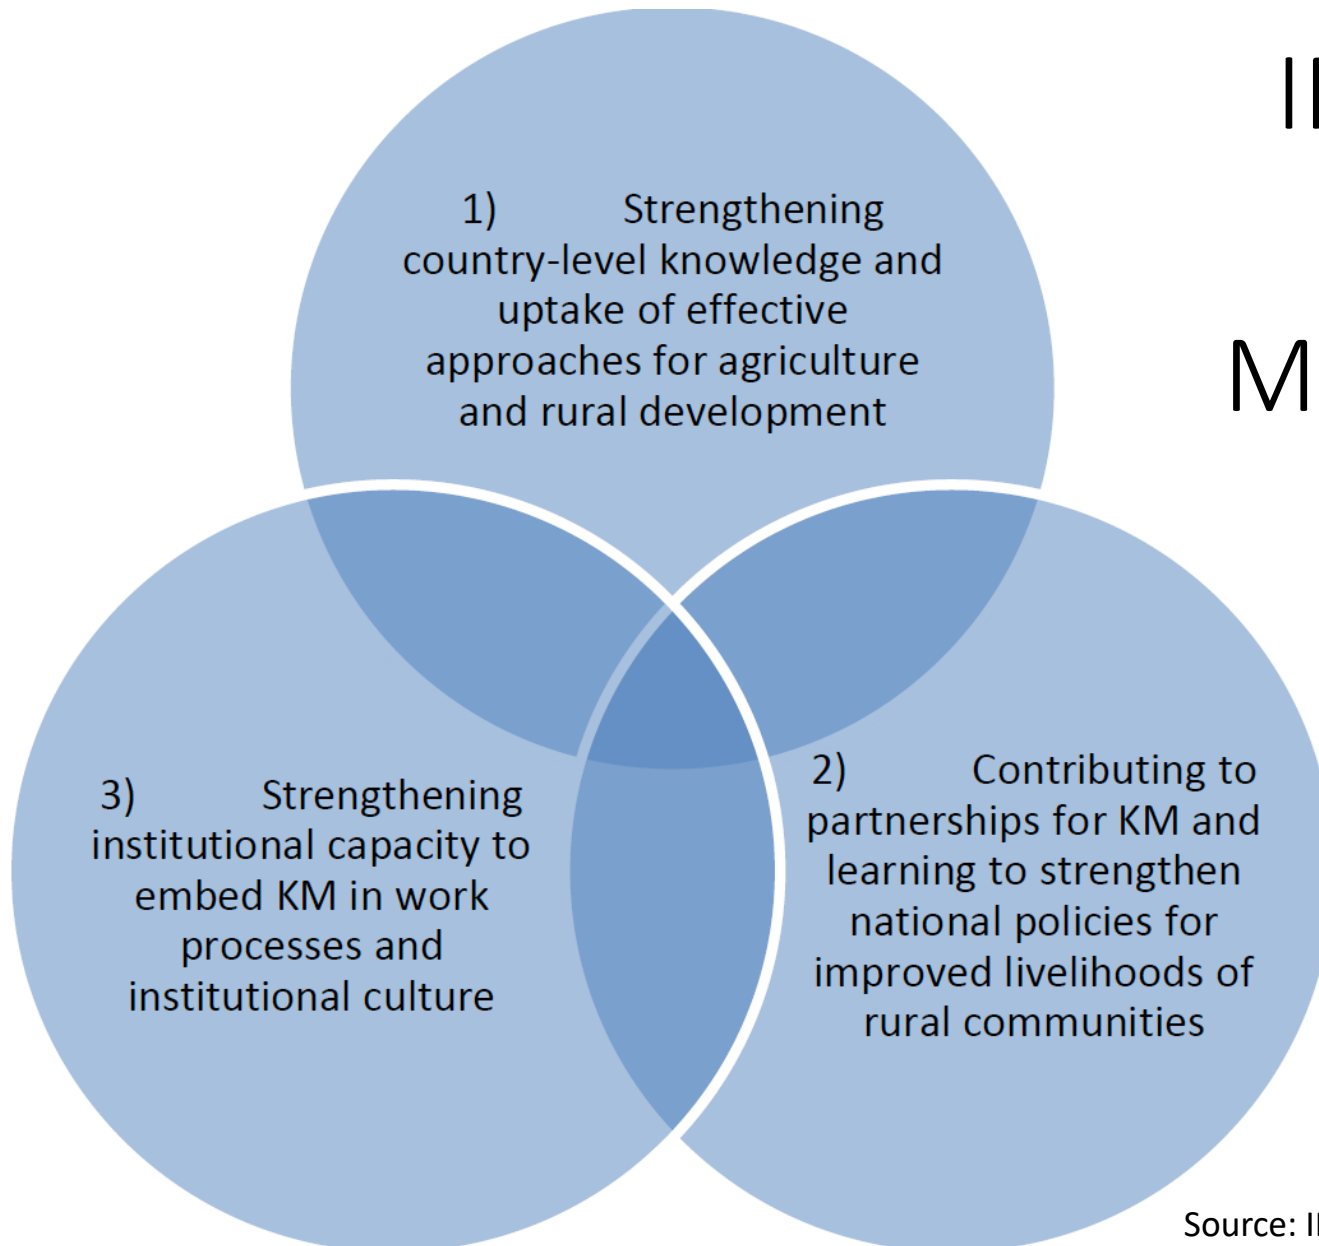 1) Strengthening
country-level knowledge and
uptake of effective
approaches for agriculture
and rural development
3) Strengthening
institutional capacity to
embed KM in work
processes and
institutional culture
2) Contributing to
partnerships for KM and
learning to strengthen
national policies for
improved livelihoods of
rural communities
Source: